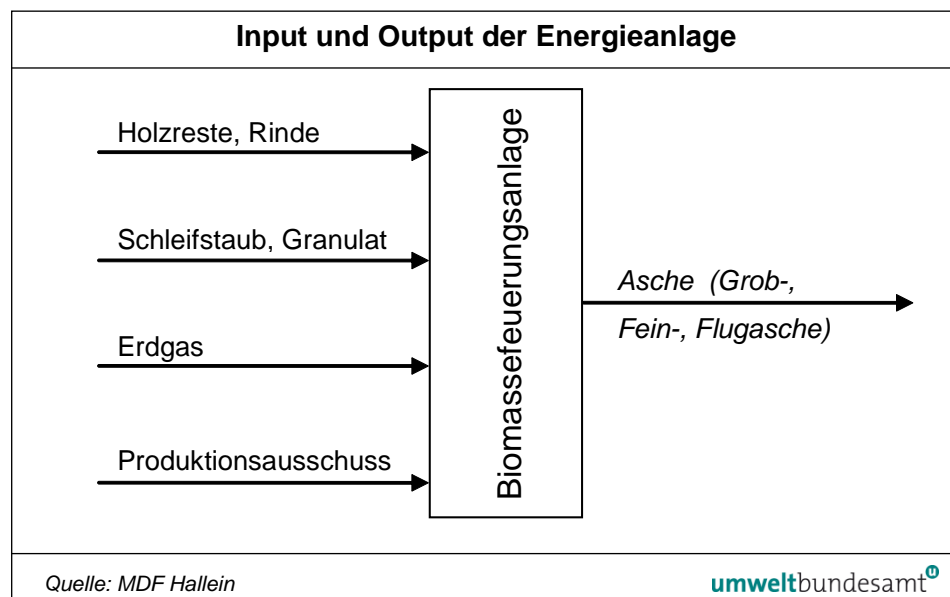 Input und Output der Energieanlage
Holzreste, Rinde
Schleifstaub, Granulat
Erdgas
Produktionsausschuss
Biomassefeuerungsanlage
Asche (Grob-,
Fein-, Flugasche)
Quelle: MDF Hallein
umweltbundesamt u